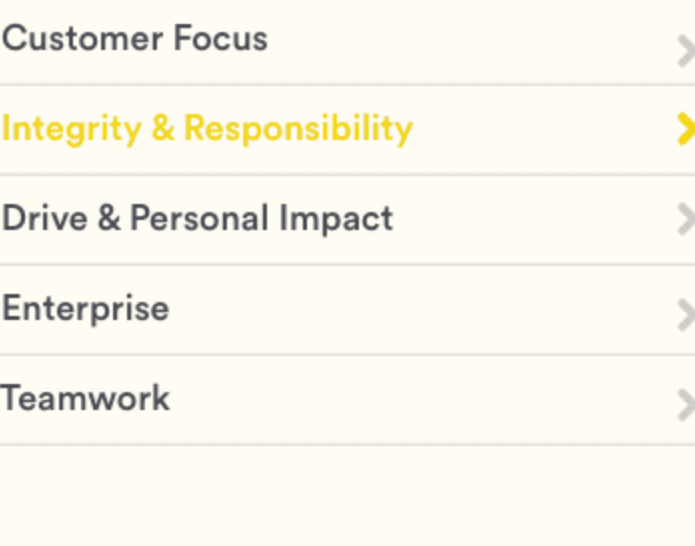 Customer Focus
Integrity & Responsibility
Drive & Personal Impact
Enterprise
Teamwork